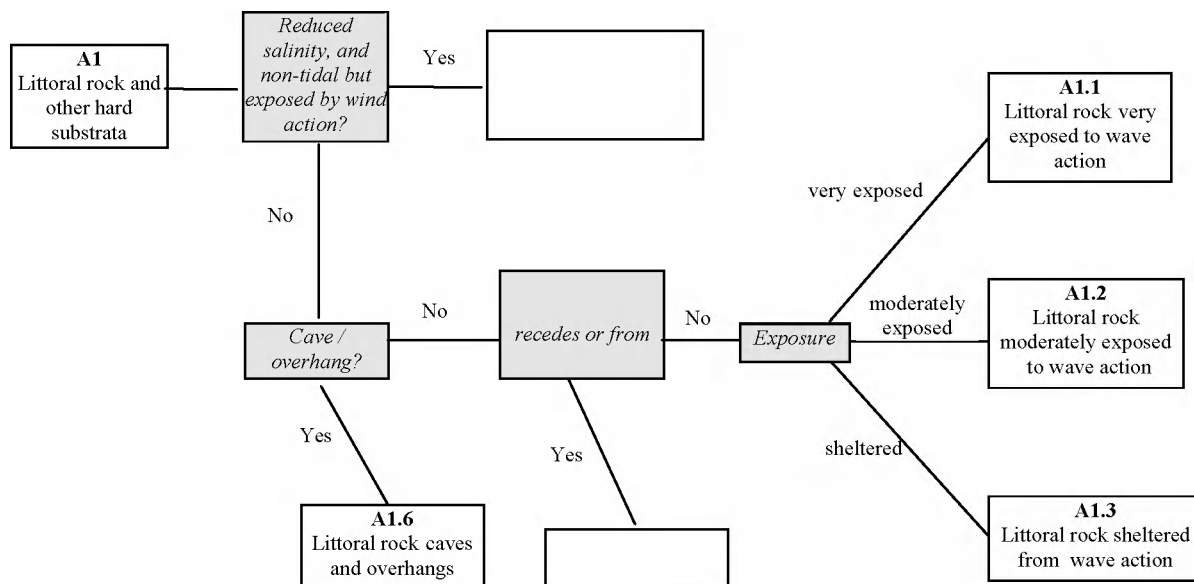 A1
Littoral rock and
other hard
substrata
Reduced
salinity, and
non-tidal but
exposed by wind
action?
Yes
No
A1.1
Littoral rock very
exposed to wave
action
very exposed
Cave /
overhang?
No
recedes or from
No
Exposure
moderately
exposed
A1.2
Littoral rock
moderately exposed
to wave action
Yes
Yes
sheltered
A1.6
Littoral rock caves
and overhangs
A1.3
Littoral rock sheltered
from wave action